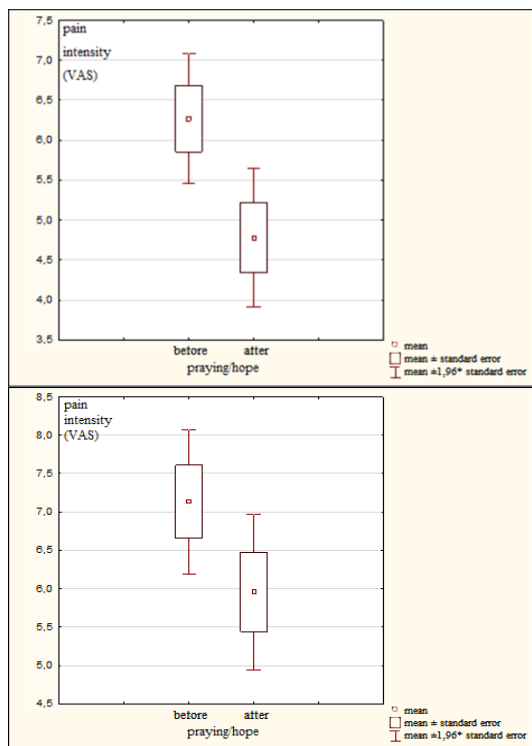 7,5
pain
7,0
intensity
(VAS)
6,5
6,0
5,5
5,0
4,5
4,0
3,5
before after
praying/hope
mean
mean ± standard error
mean ±1,96* standard error
8,5
pain
intensity
8,0
(VAS)
7,5
7,0
6,5
6,0
5,5
5,0
4,5
before after
praying/hope
mean
mean ± standard error
mean ±1,96* standard error